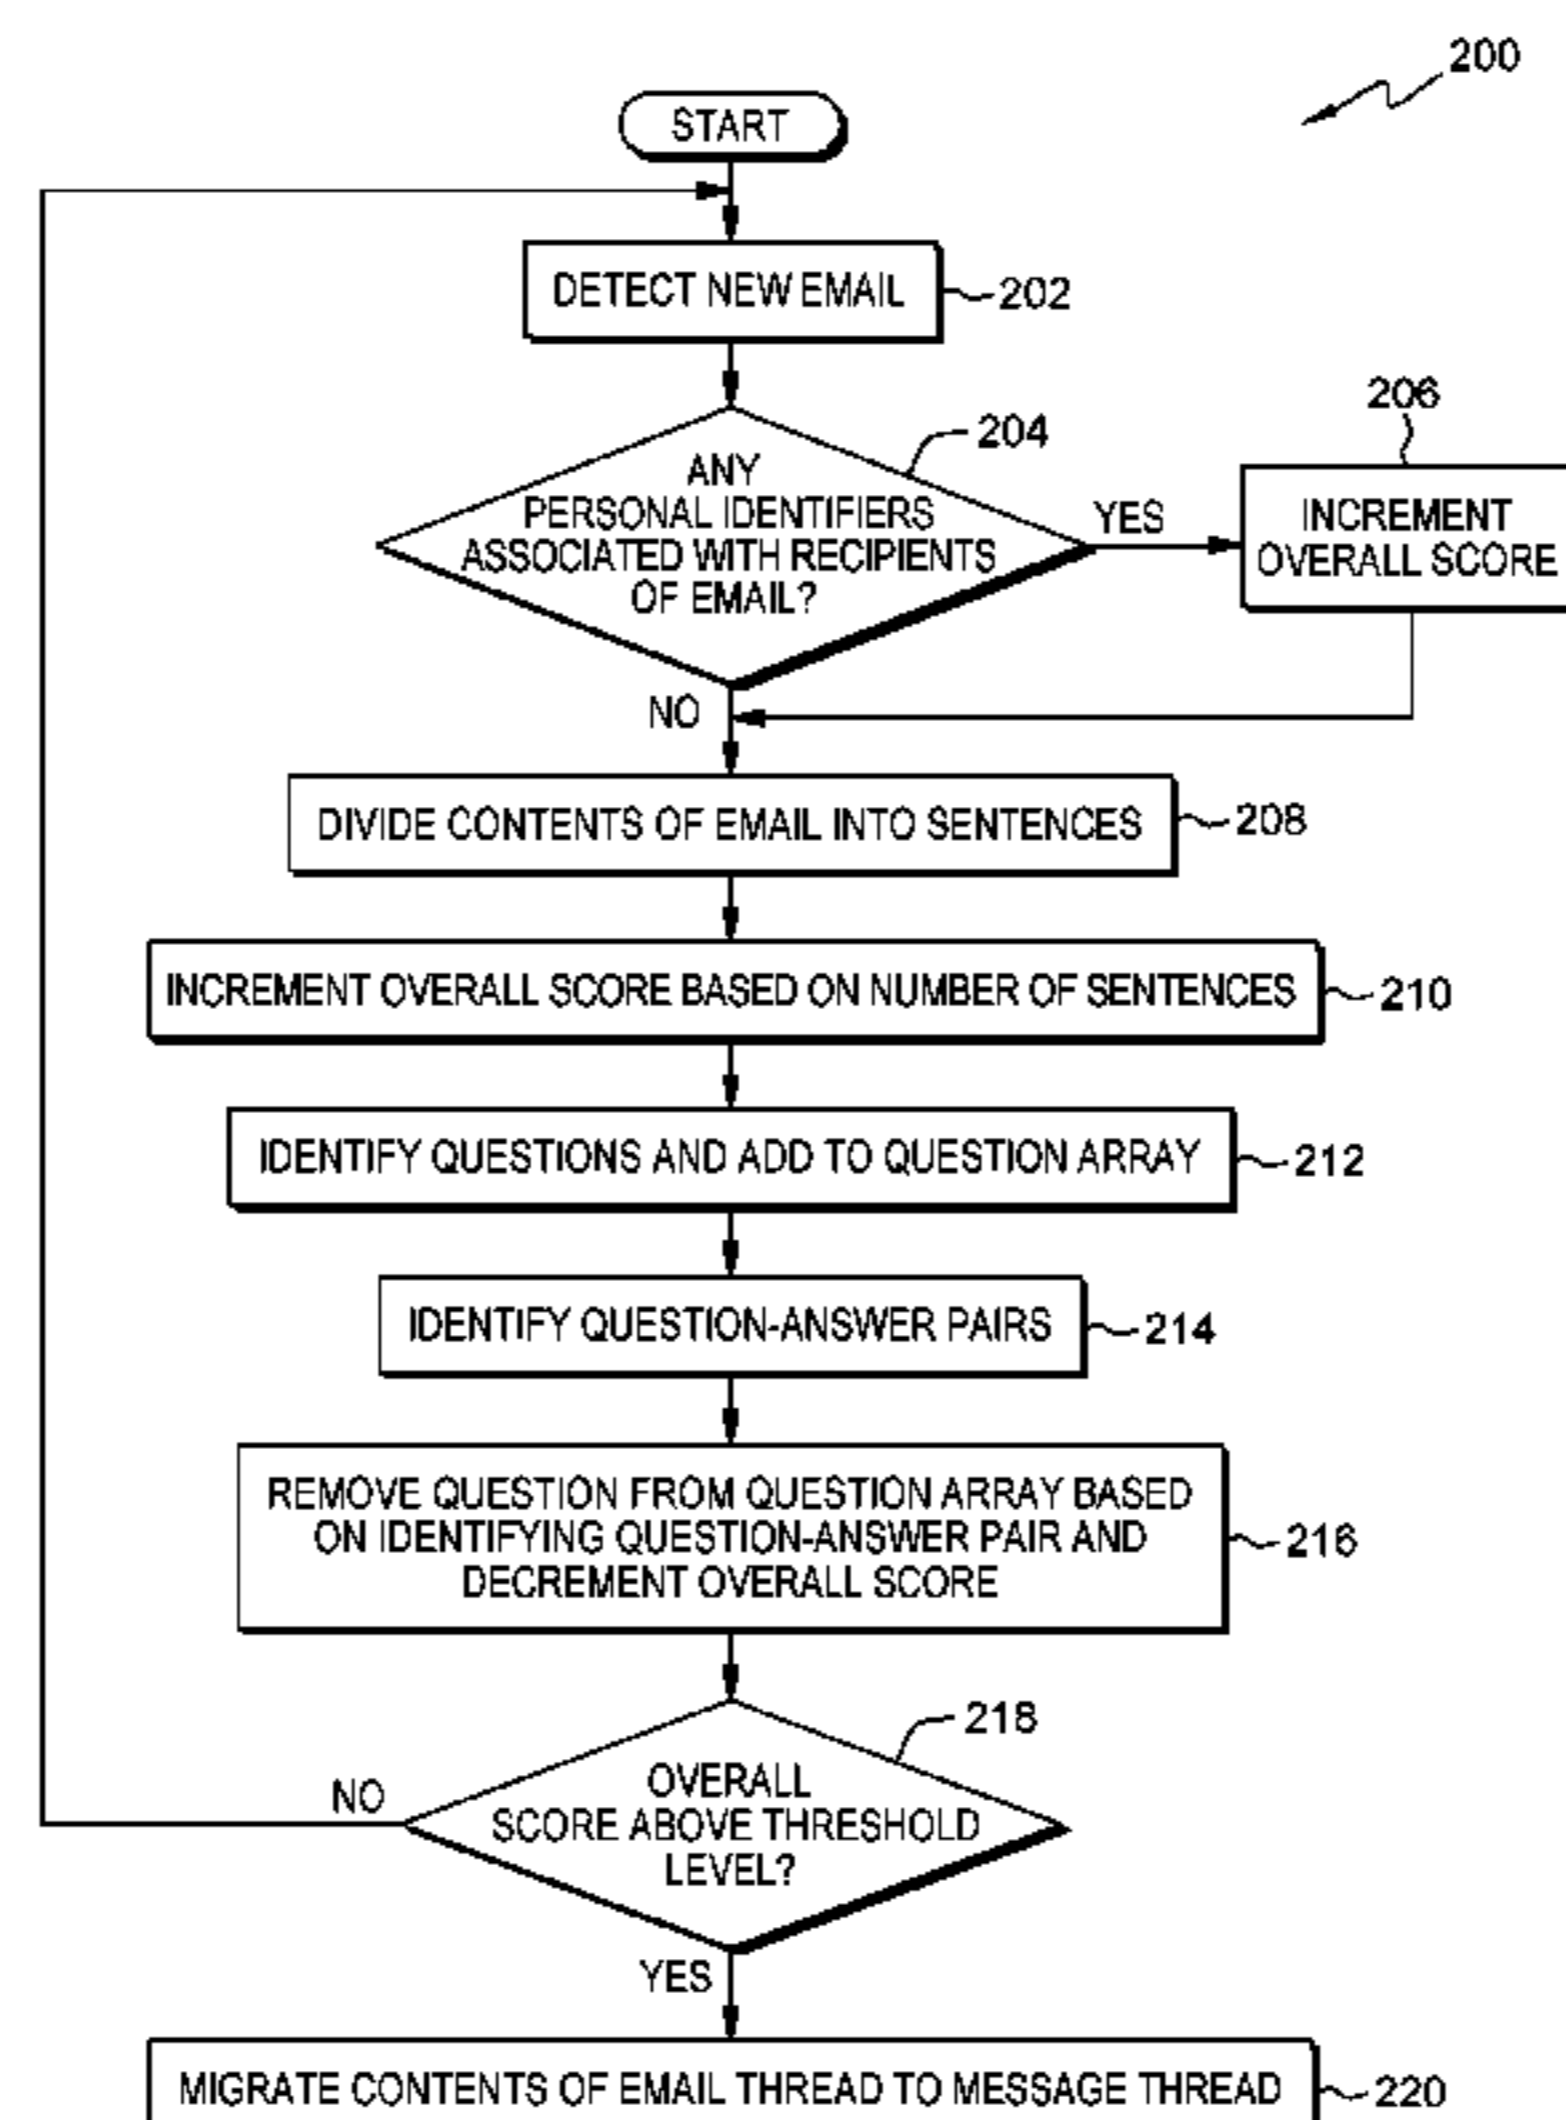 200
START
DETECT NEW EMAIL
202
204
ANY
PERSONAL IDENTIFIERS
ASSOCIATED WITH RECIPIENTS
OF EMAIL?
YES
206
INCREMENT
OVERALL SCORE
NO
DIVIDE CONTENTS OF EMAIL INTO SENTENCES
208
INCREMENT OVERALL SCORE BASED ON NUMBER OF SENTENCES
210
IDENTIFY QUESTIONS AND ADD TO QUESTION ARRAY
212
IDENTIFY QUESTION-ANSWER PAIRS
214
REMOVE QUESTION FROM QUESTION ARRAY BASED
ON IDENTIFYING QUESTION-ANSWER PAIR AND
DECREMENT OVERALL SCORE
216
218
OVERALL
SCORE ABOVE THRESHOLD
LEVEL?
NO
YES
MIGRATE CONTENTS OF EMAIL THREAD TO MESSAGE THREAD
220